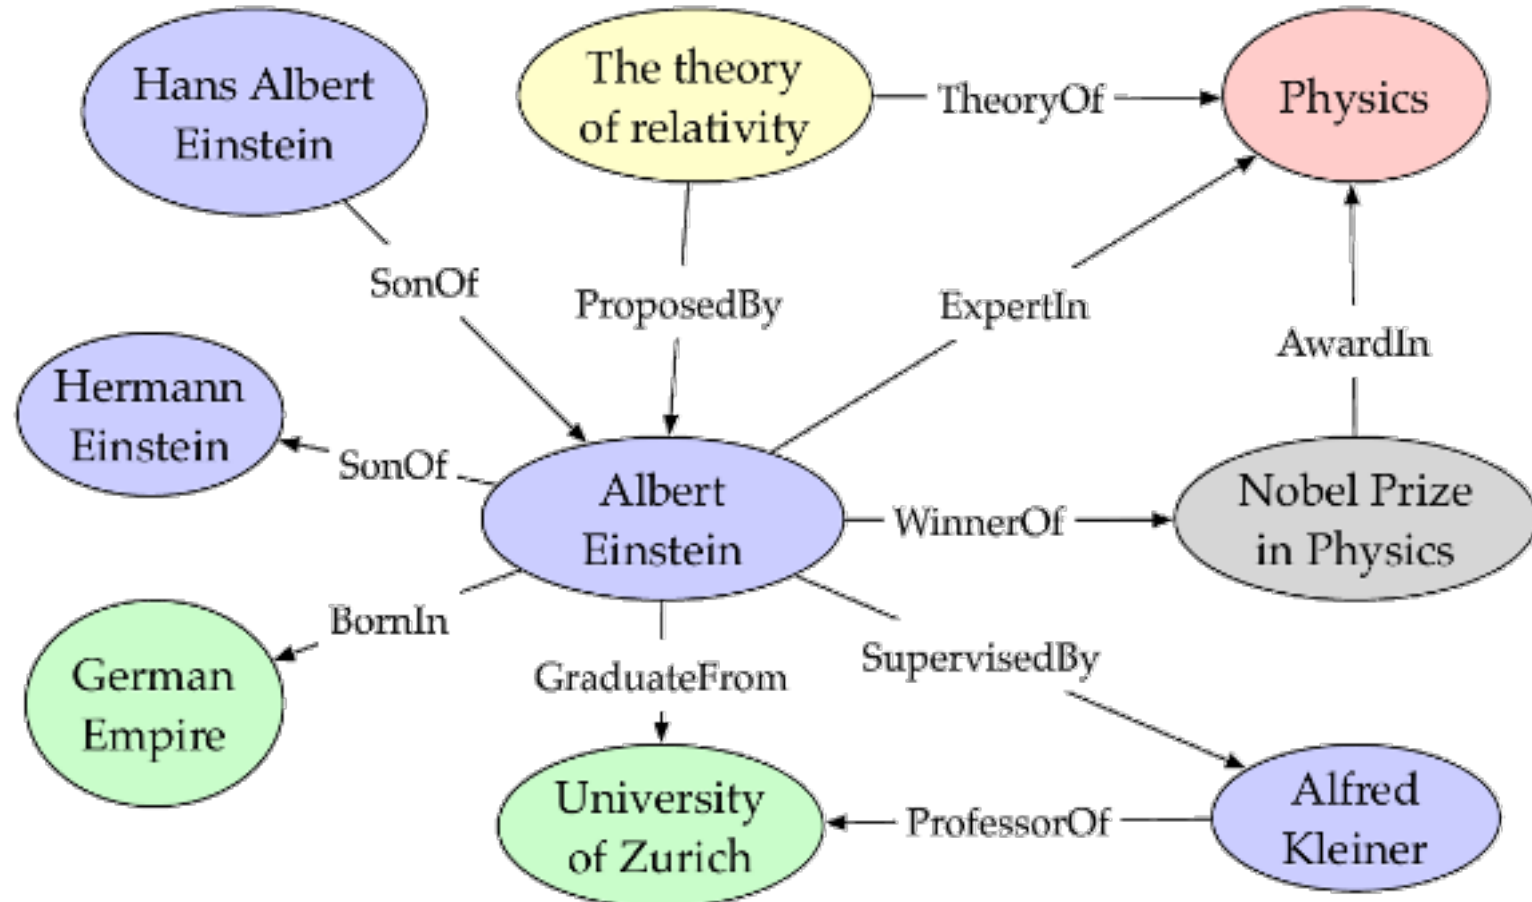 Hans Albert
Einstein
The theory
of relativity
TheoryOf
Physics
SonOf
ProposedBy
ExpertIn
AwardIn
Hermann
Einstein
SonOf
Albert
Einstein
WinnerOf
Nobel Prize
in Physics
BornIn
German
Empire
GraduateFrom
SupervisedBy
University
of Zurich
ProfessorOf
Alfred
Kleiner